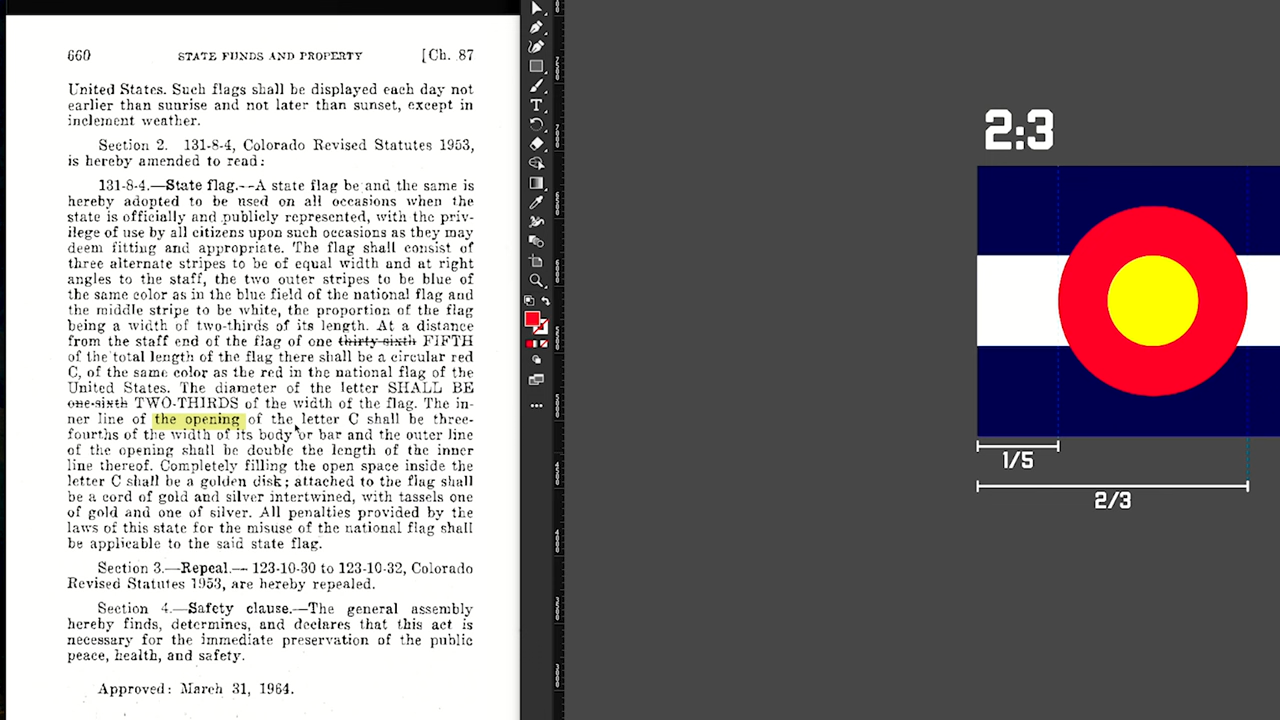 660 STATE FUNDS AND PROPERTY [Ch. 87
United States. Such flags shall be displayed each day not
earlier than sunrise and not later than sunset, except in
inclement weather.
Section 2. 131-8-4, Colorado Revised Statutes 1953,
is hereby amended to read:
131-8-4.—State flag.--A state flag be and the same is
hereby adopted to be used on all occasions when the
state is officially and publicly represented, with the priv-
ilege of use by all citizens upon such occasions as they may
deem fitting and appropriate. The flag shall consist of
three alternate stripes to be of equal width and at right
angles to the staff, the two outer stripes to be blue of
the same color as in the blue field of the national flag and
the middle stripe to be white, the proportion of the flag
being a width of two-thirds of its length. At a distance
from the staff end of the flag of one thirty-sixth FIFTH
of the total length of the flag there shall be a circular red
C, of the same color as the red in the national flag of the
United States. The diameter of the letter SHALL BE
one-sixth TWO-THIRDS of the width of the flag. The in-
ner line of the opening of the letter C shall be three-
fourths of the width of its body or bar and the outer line
of the opening shall be double the length of the inner
line thereof. Completely filling the open space inside the
letter C shall be a golden disk; attached to the flag shall
be a cord of gold and silver intertwined, with tassels one
of gold and one of silver. All penalties provided by the
laws of this state for the misuse of the national flag shall
be applicable to the said state flag.
Section 3.—Repeal.— 123-10-30 to 123-10-32, Colorado
Revised Statutes 1953, are hereby repealed.
Section 4.—Safety clause.—The general assembly
hereby finds, determines, and declares that this act is
necessary for the immediate preservation of the public
peace, health, and safety.
Approved: March 31, 1964.
2:3
1/5
2/3